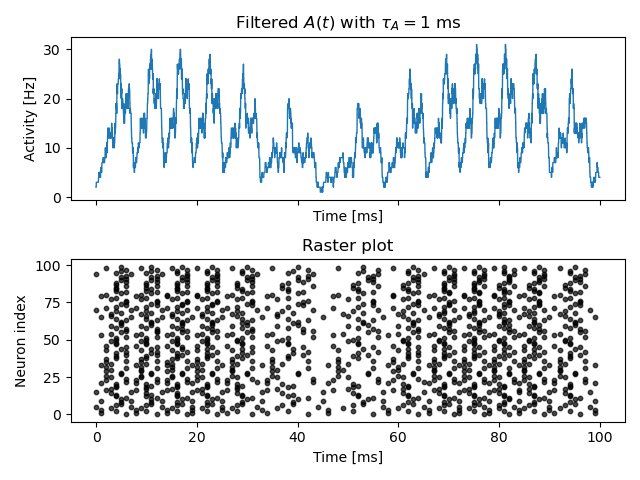 Filtered A(t) with τ_A = 1 ms
30
20
10
0
Activity [Hz]
Time [ms]
Raster plot
100
75
50
25
0
Neuron index
0 20 40 60 80 100
Time [ms]